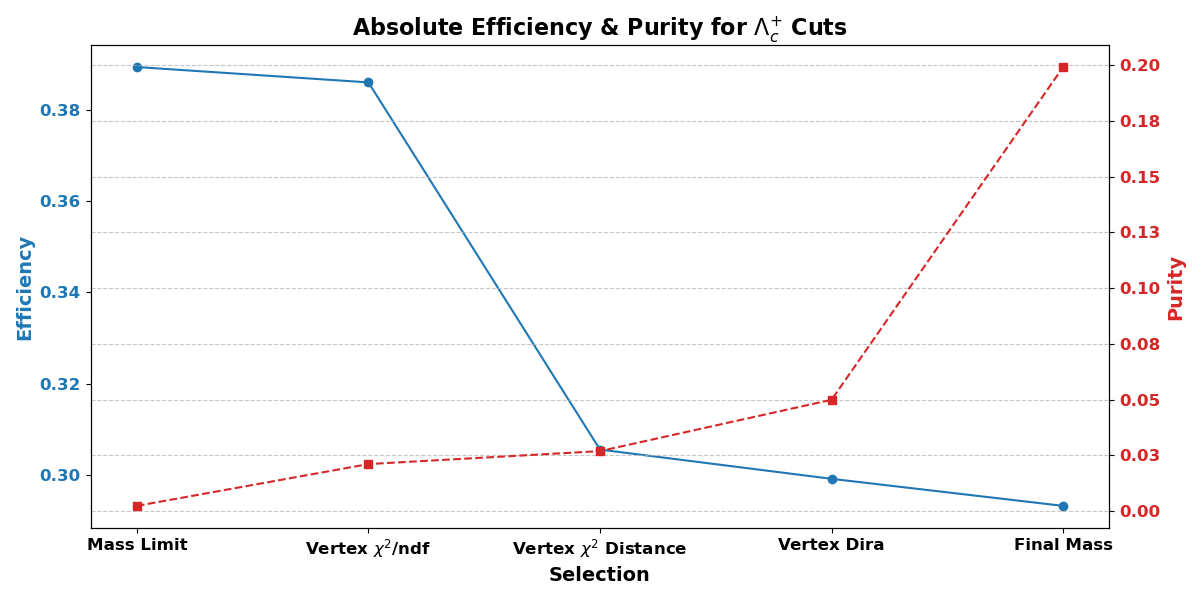 Absolute Efficiency & Purity for Λ_c^+ Cuts
Efficiency
0.38
0.36
0.34
0.32
0.30
0.20
0.18
0.15
0.13
0.10
0.08
0.05
0.03
0.00
Purity
Mass Limit
Vertex χ²/ndf
Vertex χ² Distance
Vertex Dira
Final Mass
Selection